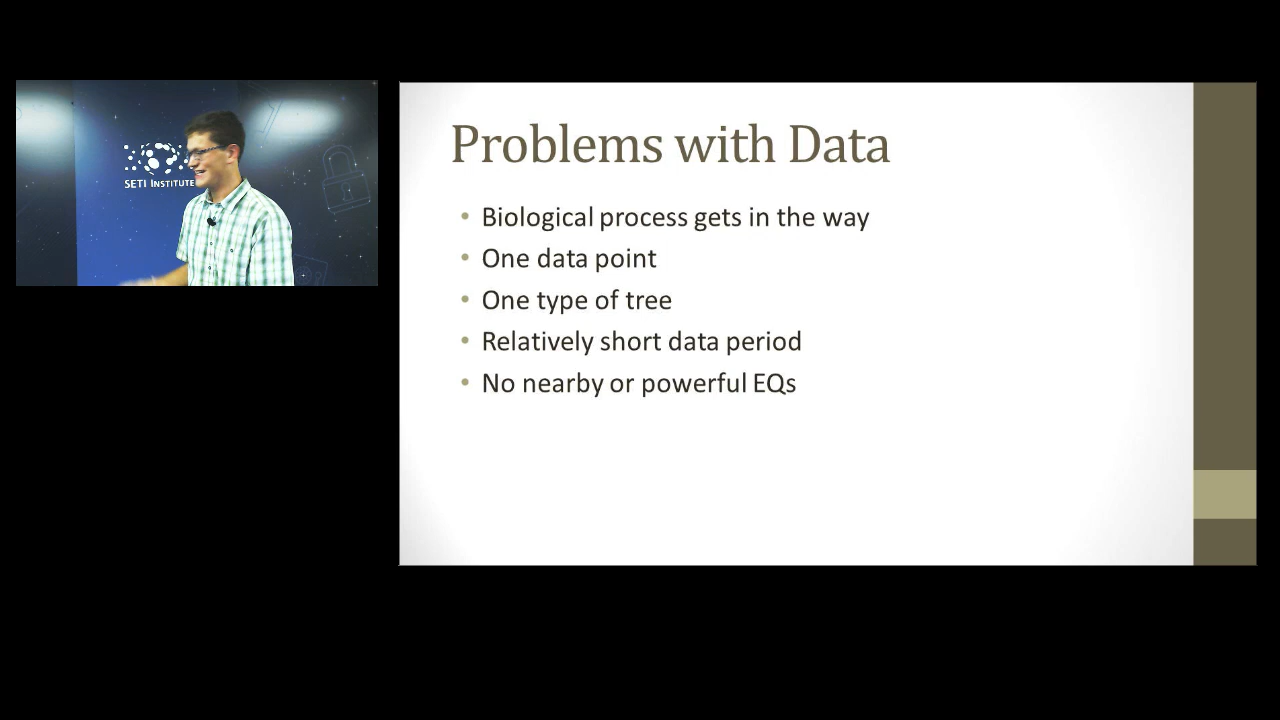 SETI INSTITUTE
Problems with Data
• Biological process gets in the way
• One data point
• One type of tree
• Relatively short data period
• No nearby or powerful EQs